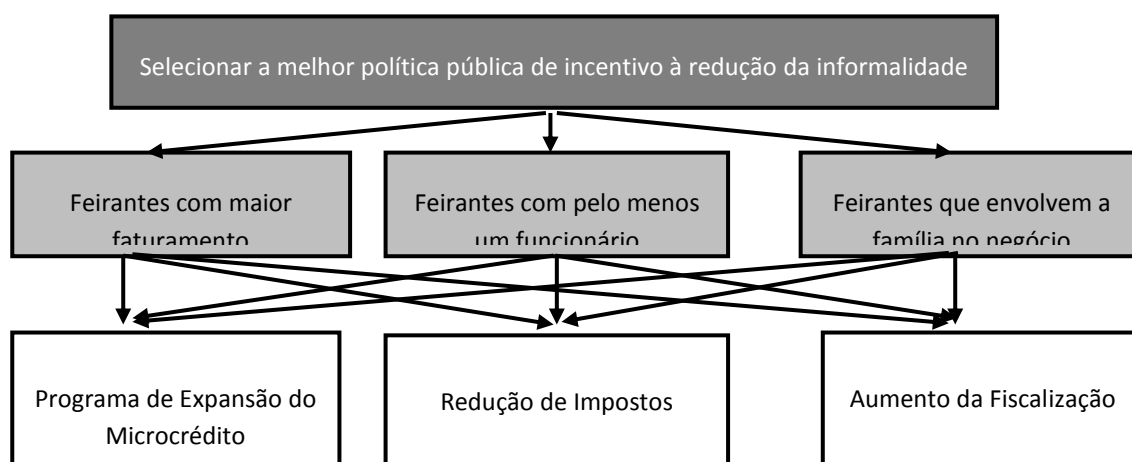 Selecionar a melhor política pública de incentivo à redução da informalidade
Feirantes com maior
faturamento
Feirantes com pelo menos
um funcionário
Feirantes que envolvem a
família no negócio
Programa de Expansão do
Microcrédito
Redução de Impostos
Aumento da Fiscalização